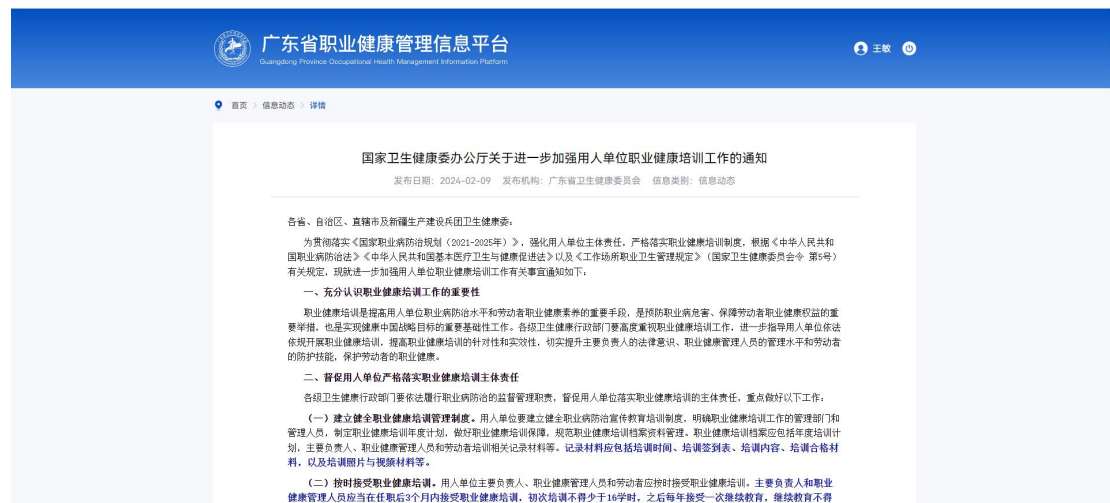 广东省职业健康管理信息平台
Guangdong Province Occupational Health Management Information Platform
王敏
首页 > 信息动态 > 详情
国家卫生健康委办公厅关于进一步加强用人单位职业健康培训工作的通知
发布日期：2024-02-09 发布机构：广东省卫生健康委员会 信息类别：信息动态
各省、自治区、直辖市及新疆生产建设兵团卫生健康委：
为贯彻落实《国家职业病防治规划（2021-2025年）》，强化用人单位主体责任，严格落实职业健康培训制度，根据《中华人民共和
国职业病防治法》《中华人民共和国基本医疗卫生与健康促进法》以及《工作场所职业卫生管理规定》（国家卫生健康委员会令 第5号）
有关规定，现就进一步加强用人单位职业健康培训工作有关事宜通知如下：
一、充分认识职业健康培训工作的重要性
职业健康培训是提高用人单位职业病防治水平和劳动者职业健康素养的重要手段，是预防职业病危害、保障劳动者职业健康权益的重
要举措，也是实现健康中国战略目标的重要基础性工作。各级卫生健康行政部门要高度重视职业健康培训工作，进一步指导用人单位依法
依规开展职业健康培训，提高职业健康培训的针对性和实效性，切实提升主要负责人的法律意识、职业健康管理人员的管理水平和劳动者
的防护技能，保护劳动者的职业健康。
二、督促用人单位严格落实职业健康培训主体责任
各级卫生健康行政部门要依法履行职业病防治的监督管理职责，督促用人单位落实职业健康培训的主体责任，重点做好以下工作：
（一）建立健全职业健康培训管理制度。用人单位要建立健全职业病防治宣传教育培训制度，明确职业健康培训工作的管理部门和
管理人员，制定职业健康培训年度计划，做好职业健康培训保障，规范职业健康培训档案资料管理。职业健康培训档案应包括年度培训计
划，主要负责人、职业健康管理人员和劳动者培训相关记录材料等。记录材料应包括培训时间、培训签到表、培训内容、培训合格材
料，以及培训照片与视频材料等。
（二）按时接受职业健康培训。用人单位主要负责人、职业健康管理人员和劳动者应按时接受职业健康培训。主要负责人和职业
健康管理人员应当在任职后3个月内接受职业健康培训，初次培训不得少于16学时，之后每年接受一次继续教育，继续教育不得